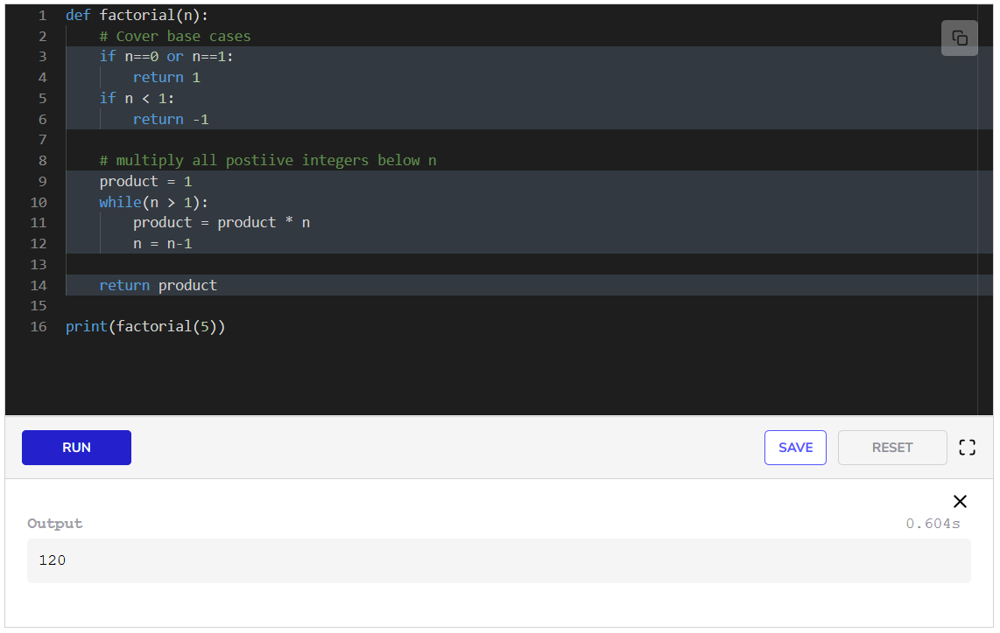 1 def factorial(n):
2     # Cover base cases
3     if n==0 or n==1:
4         return 1
5     if n < 1:
6         return -1
7
8     # multiply all postiive integers below n
9     product = 1
10     while(n > 1):
11         product = product * n
12         n = n-1
13
14     return product
15
16 print(factorial(5))
RUN SAVE RESET
Output 0.604s
120